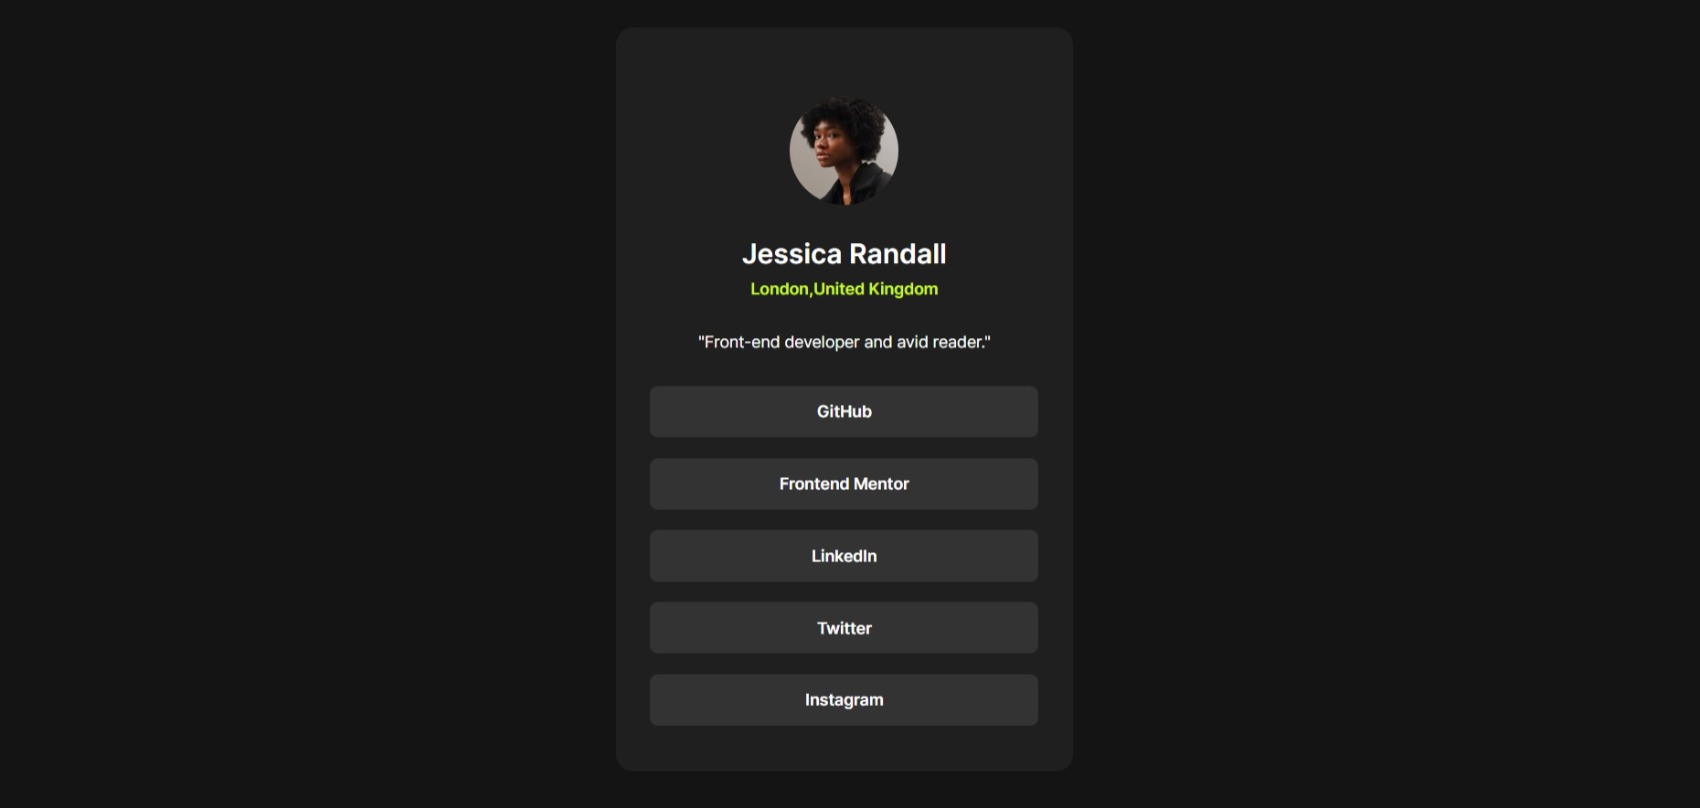 Jessica Randall
London,United Kingdom
"Front-end developer and avid reader."
GitHub
Frontend Mentor
LinkedIn
Twitter
Instagram